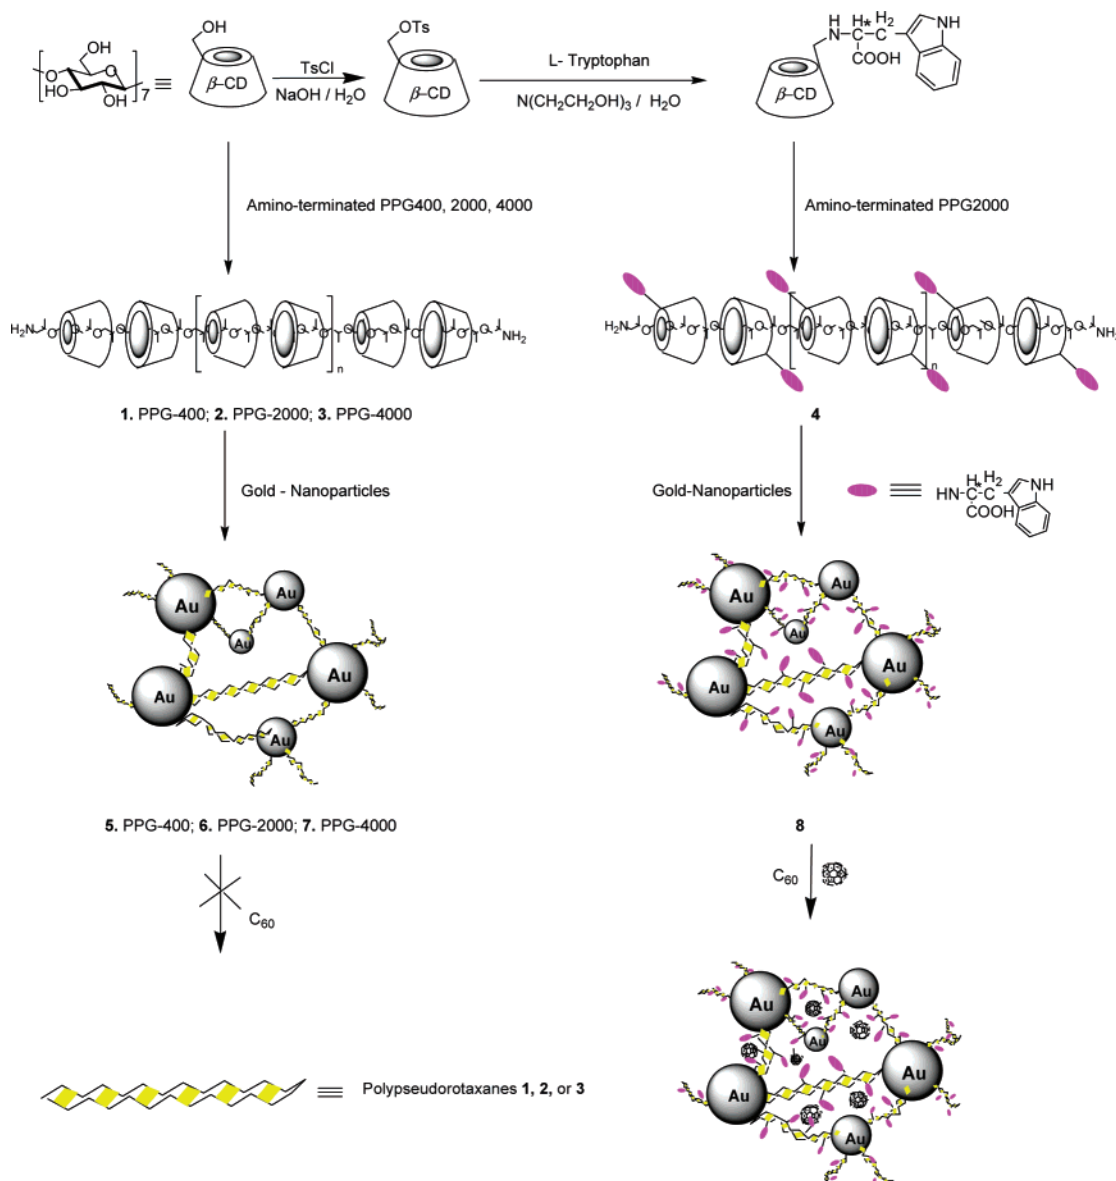 OH
OTs
H H₂
N-C-C NH
COOH
OH
O HO O
HO OH 7
β-CD
TsCl
NaOH / H₂O
β-CD
L- Tryptophan
N(CH₂CH₂OH)₃ / H₂O
β-CD
Amino-terminated PPG400, 2000, 4000
Amino-terminated PPG2000
H₂N NH₂
n
H₂N NH
n
1. PPG-400; 2. PPG-2000; 3. PPG-4000
4
Gold - Nanoparticles
Gold-Nanoparticles
H* H₂
HN-C-C NH
COOH
Au Au
Au
Au Au
Au
Au Au
Au
Au Au
Au
5. PPG-400; 6. PPG-2000; 7. PPG-4000
8
C₆₀
C₆₀
Au Au
Au
Au Au
Au
Polypseudorotaxanes 1, 2, or 3